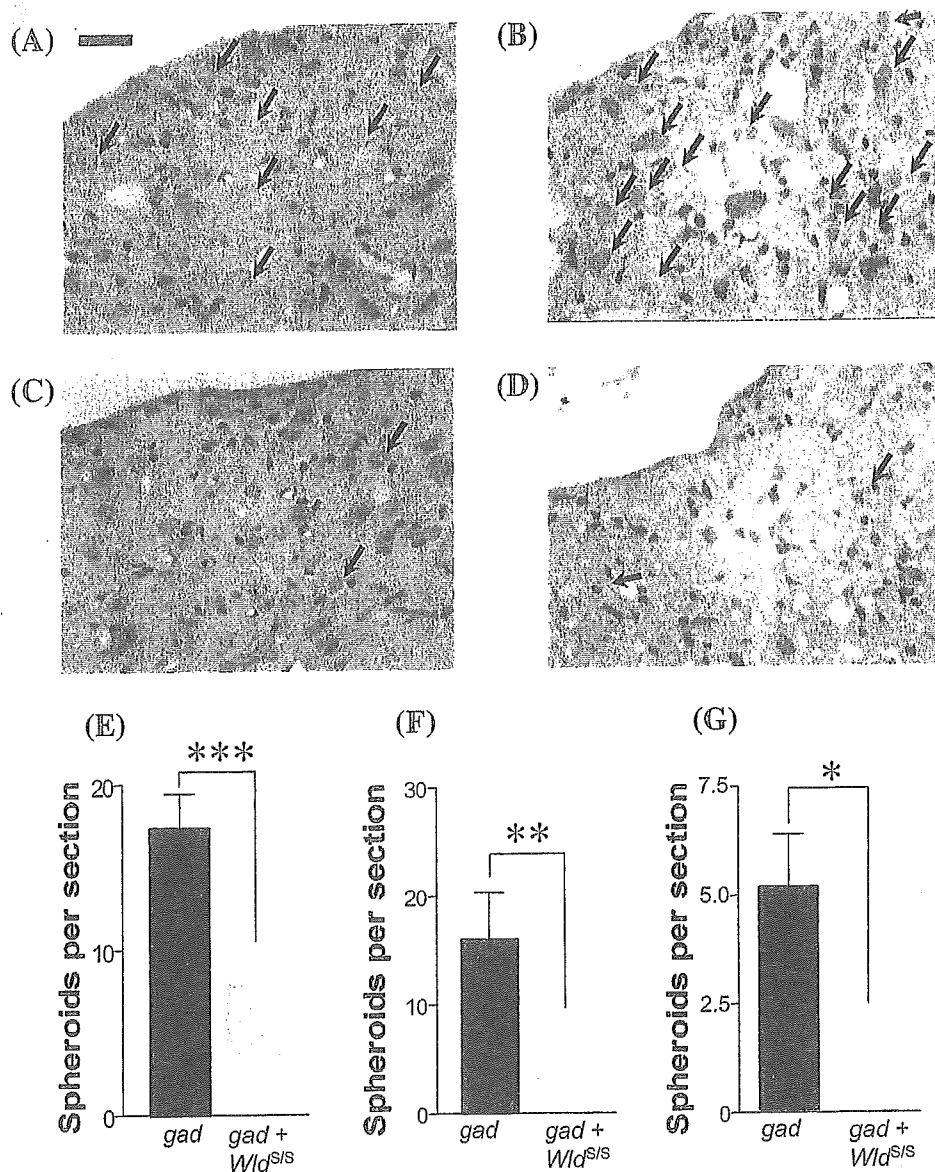 (A)
(B)
(C)
(D)
(E)
(F)
(G)
***
**
*
Spheroids per section
20
10
0
gad
gad +
Wld^S/S
Spheroids per section
30
20
10
0
gad
gad +
Wld^S/S
Spheroids per section
7.5
5.0
2.5
0
gad
gad +
Wld^S/S